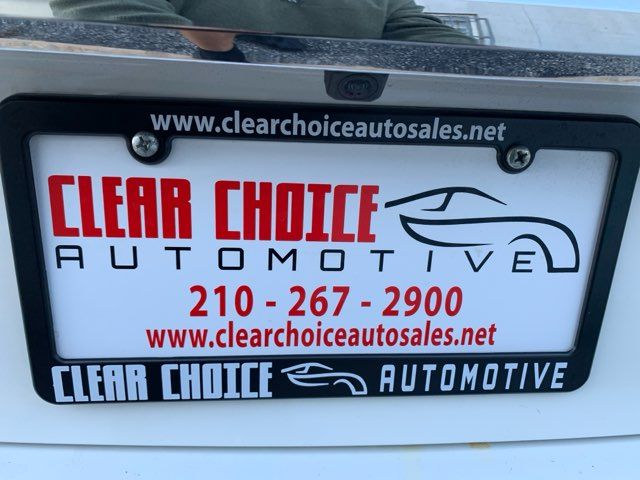 www.clearchoiceautosales.net
CLEAR CHOICE
AUTOMOTIVE
210 - 267 - 2900
www.clearchoiceautosales.net
CLEAR CHOICE AUTOMOTIVE